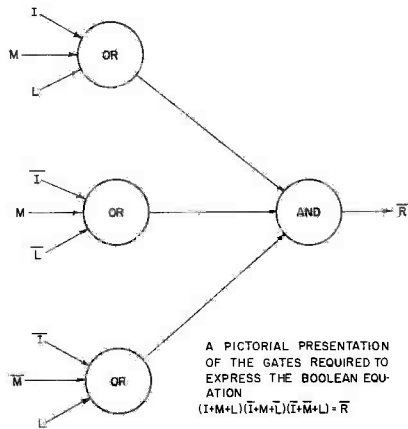 I
M
L
OR
I̅
M
L̅
OR
AND
R̅
I̅
M̅
L
OR
A PICTORIAL PRESENTATION
OF THE GATES REQUIRED TO
EXPRESS THE BOOLEAN EQU-
ATION
(I+M+L)(I̅+M+L̅)(I̅+M̅+L)=R̅